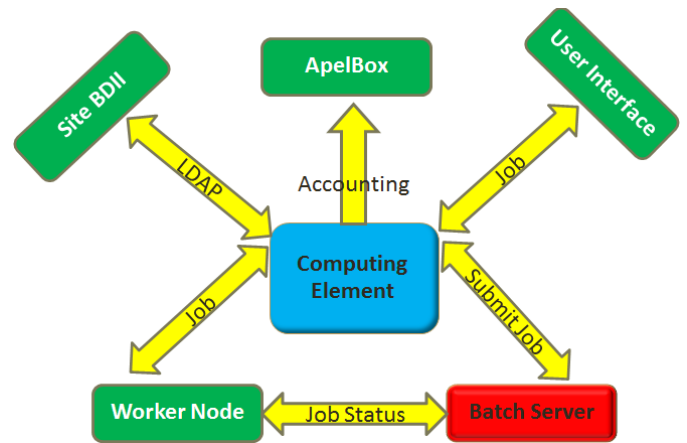 Site BDII
ApelBox
User Interface
LDAP
Accounting
Job
Computing
Element
Job
Submit Job
Worker Node
Job Status
Batch Server